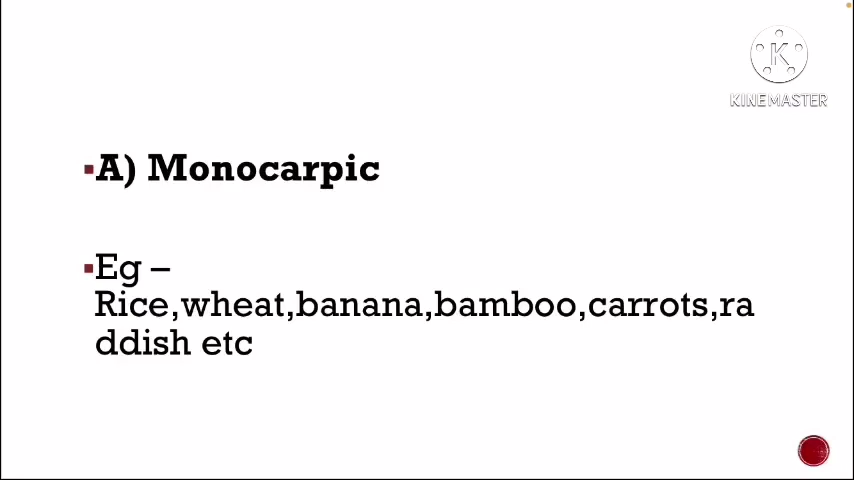 KINEMASTER
▪A) Monocarpic
▪Eg –
Rice,wheat,banana,bamboo,carrots,ra
ddish etc